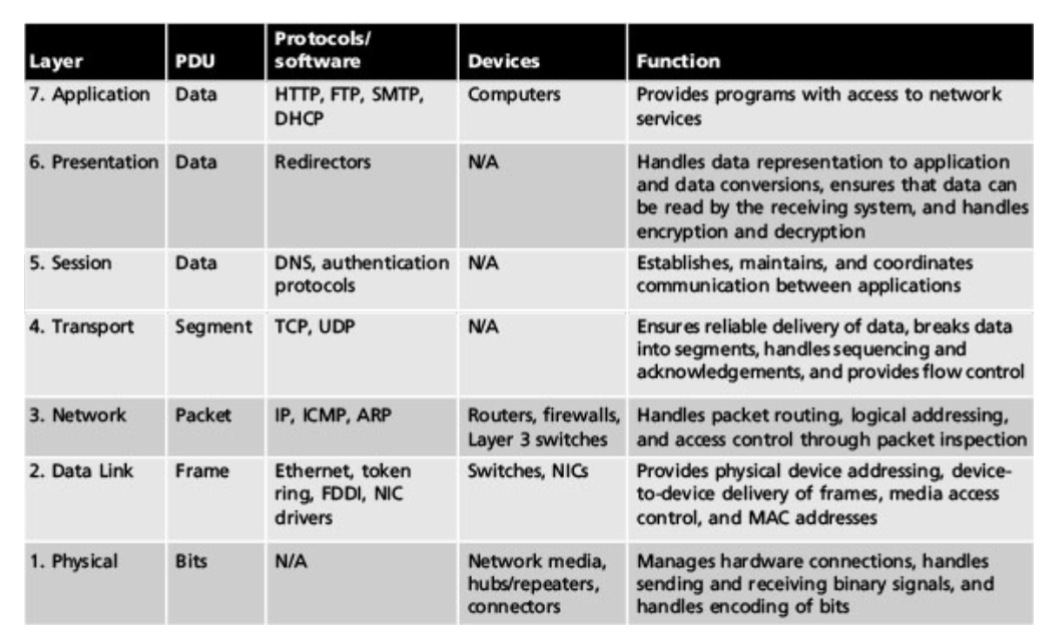 Layer PDU Protocols/ software Devices Function
7. Application Data HTTP, FTP, SMTP, Computers Provides programs with access to network
DHCP services
6. Presentation Data Redirectors N/A Handles data representation to application
and data conversions, ensures that data can
be read by the receiving system, and handles
encryption and decryption
5. Session Data DNS, authentication N/A Establishes, maintains, and coordinates
protocols communication between applications
4. Transport Segment TCP, UDP N/A Ensures reliable delivery of data, breaks data
into segments, handles sequencing and
acknowledgements, and provides flow control
3. Network Packet IP, ICMP, ARP Routers, firewalls, Handles packet routing, logical addressing,
Layer 3 switches and access control through packet inspection
2. Data Link Frame Ethernet, token Switches, NICs Provides physical device addressing, device-
ring, FDDI, NIC to-device delivery of frames, media access
drivers control, and MAC addresses
1. Physical Bits N/A Network media, Manages hardware connections, handles
hubs/repeaters, sending and receiving binary signals, and
connectors handles encoding of bits